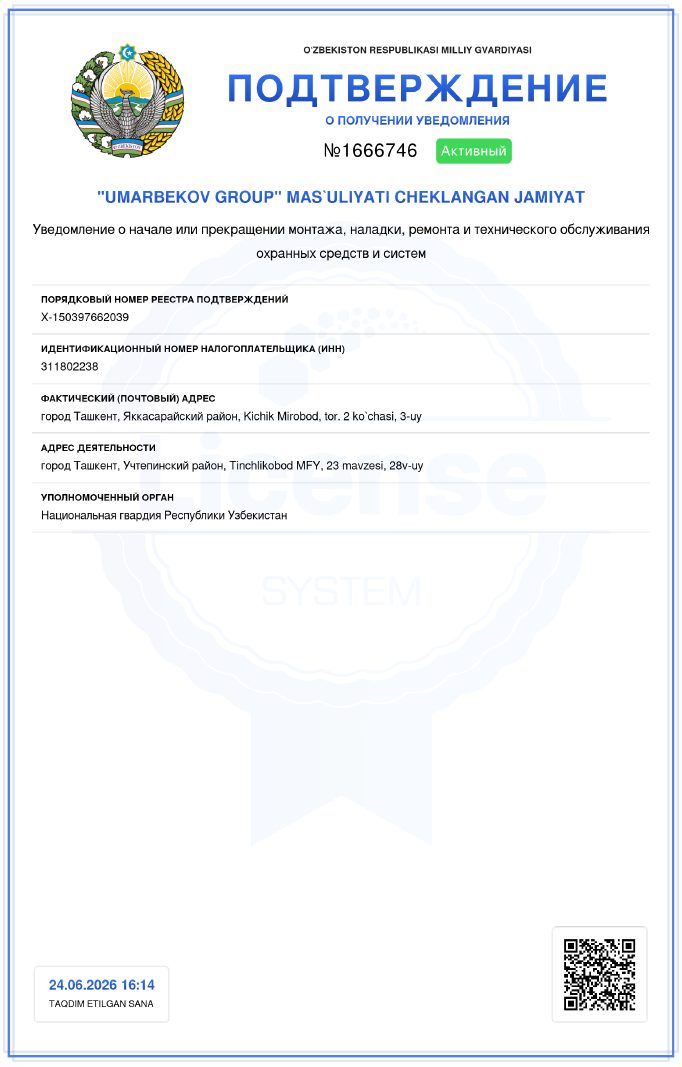 O'ZBEKISTON RESPUBLIKASI MILLIY GVARDIYASI
ПОДТВЕРЖДЕНИЕ
О ПОЛУЧЕНИИ УВЕДОМЛЕНИЯ
№1666746 Активный
"UMARBEKOV GROUP" MAS`ULIYATI CHEKLANGAN JAMIYAT
Уведомление о начале или прекращении монтажа, наладки, ремонта и технического обслуживания
охранных средств и систем
ПОРЯДКОВЫЙ НОМЕР РЕЕСТРА ПОДТВЕРЖДЕНИЙ
X-150397662039
ИДЕНТИФИКАЦИОННЫЙ НОМЕР НАЛОГОПЛАТЕЛЬЩИКА (ИНН)
311802238
ФАКТИЧЕСКИЙ (ПОЧТОВЫЙ) АДРЕС
город Ташкент, Яккасарайский район, Kichik Mirobod, tor. 2 ko`chasi, 3-uy
АДРЕС ДЕЯТЕЛЬНОСТИ
город Ташкент, Учтепинский район, Tinchlikobod MFY, 23 mavzesi, 28v-uy
License
УПОЛНОМОЧЕННЫЙ ОРГАН
Национальная гвардия Республики Узбекистан
SYSTEM
24.06.2026 16:14
TAQDIM ETILGAN SANA